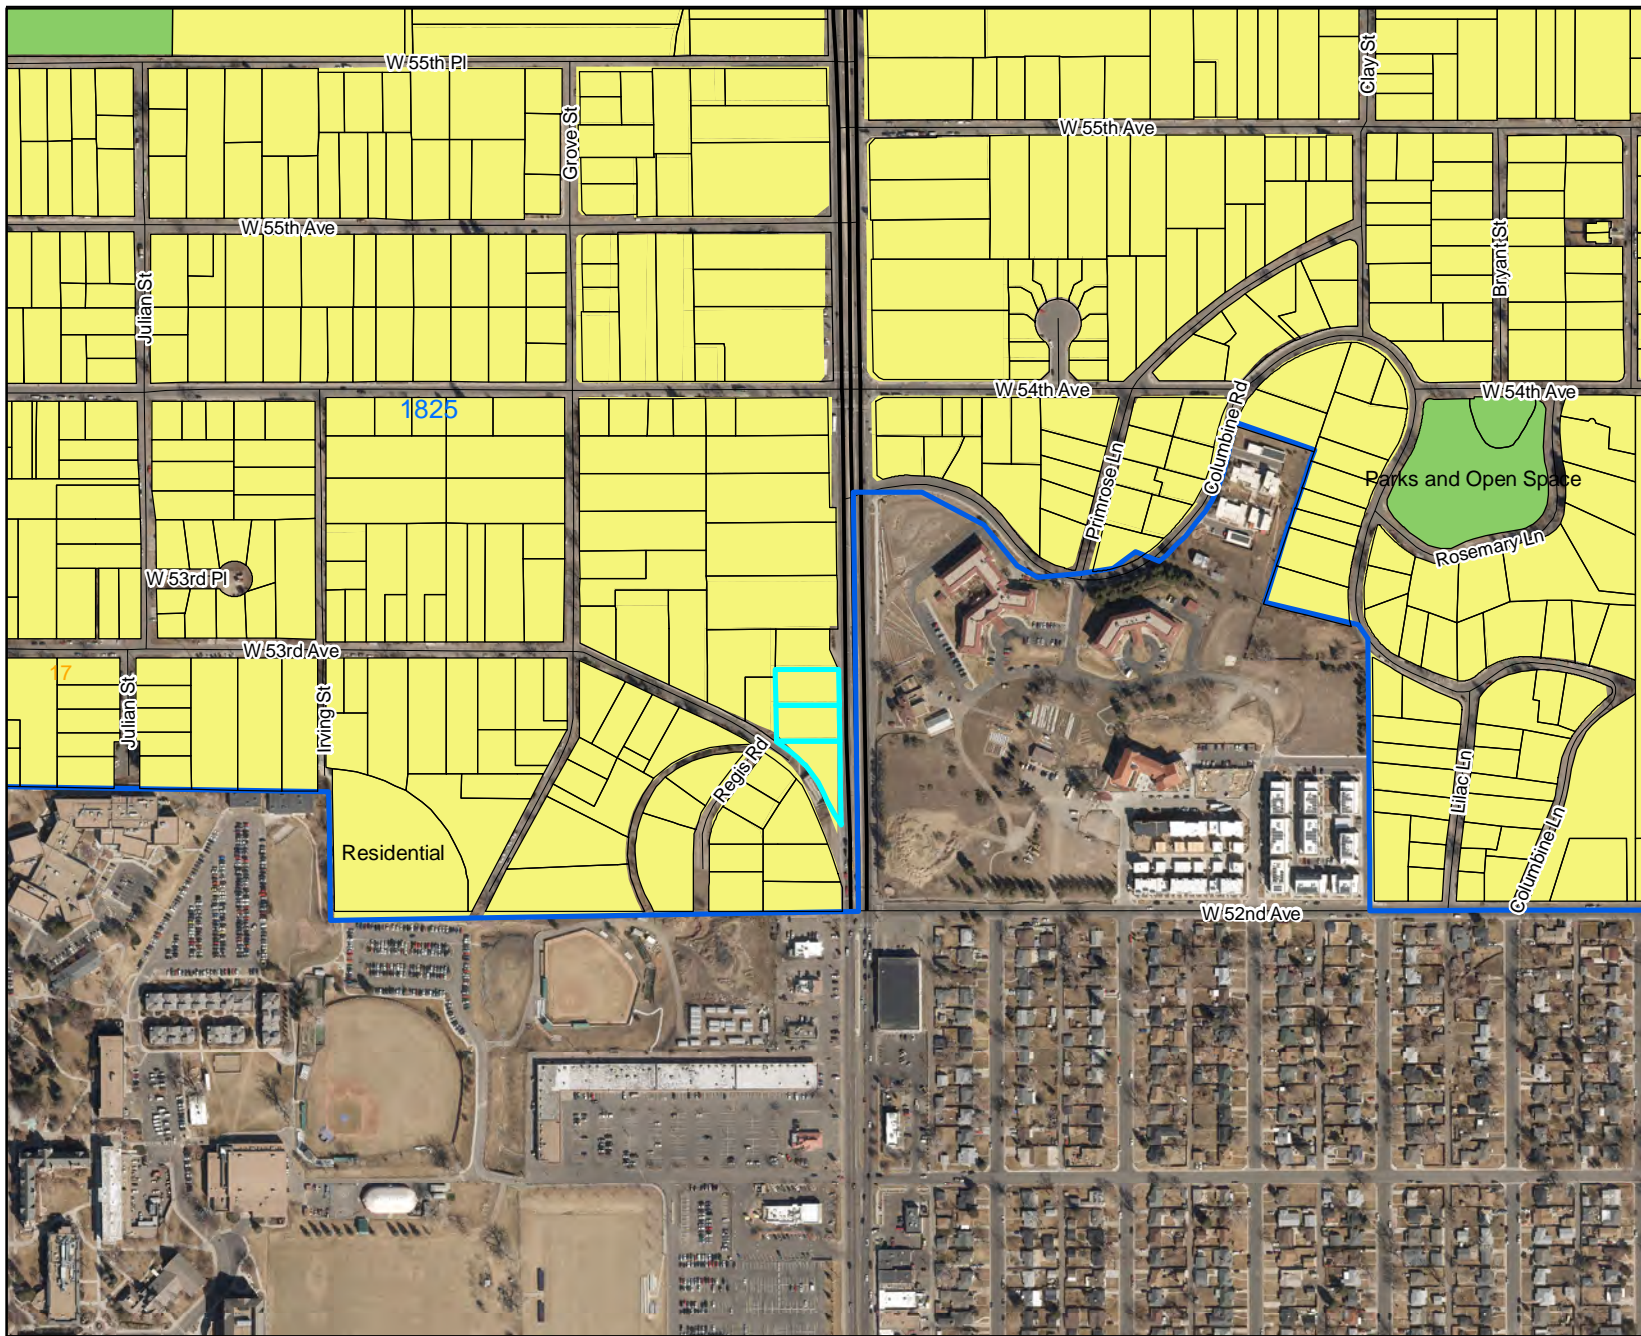 W 55th Pl
Clay St
W 55th Ave
Grove St
W 55th Ave
Bryant St
Julian St
W 54th Ave
W 54th Ave
Columbine Rd
1825
Primrose Ln
Parks and Open Space
Rosemary Ln
W 53rd Pl
W 53rd Ave
17
Julian St
Irving St
Regis Rd
Lilac Ln
Residential
Columbine Ln
W 52nd Ave